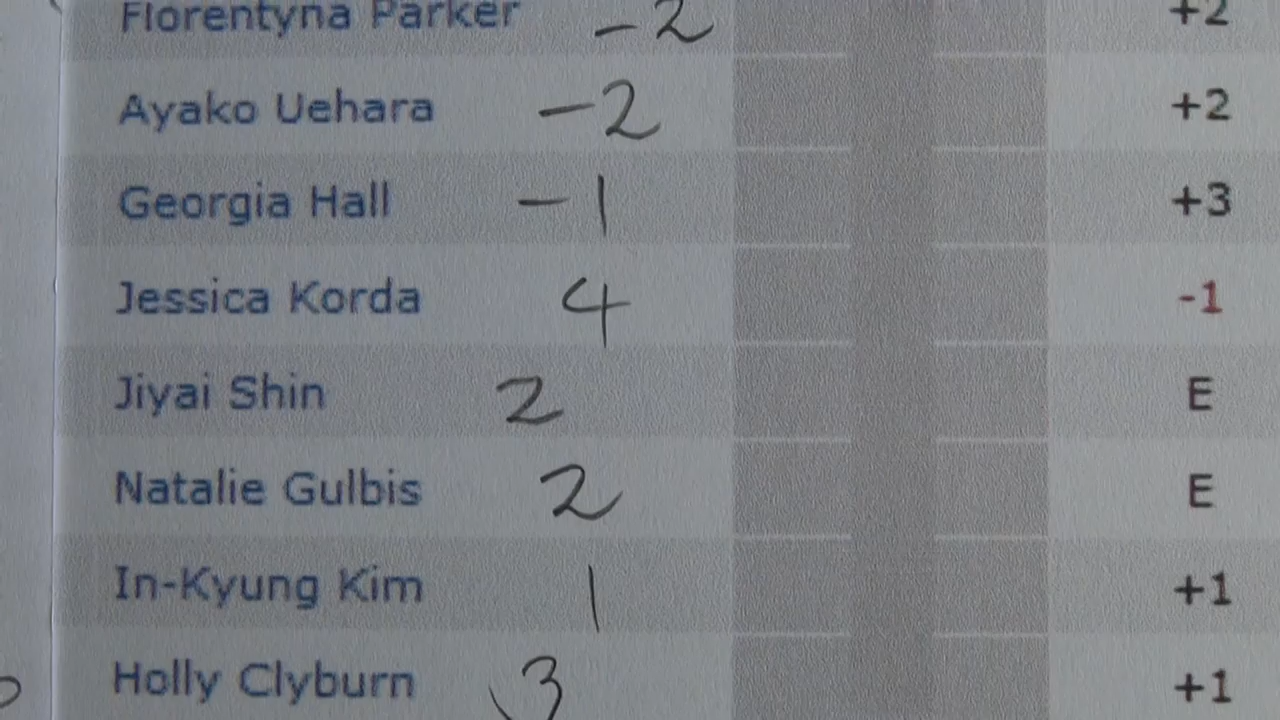 Florentyna Parker -2 +2
Ayako Uehara -2 +2
Georgia Hall -1 +3
Jessica Korda 4 -1
Jiyai Shin 2 E
Natalie Gulbis 2 E
In-Kyung Kim 1 +1
Holly Clyburn 3 +1